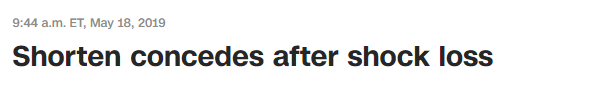 9:44 a.m. ET, May 18, 2019
Shorten concedes after shock loss